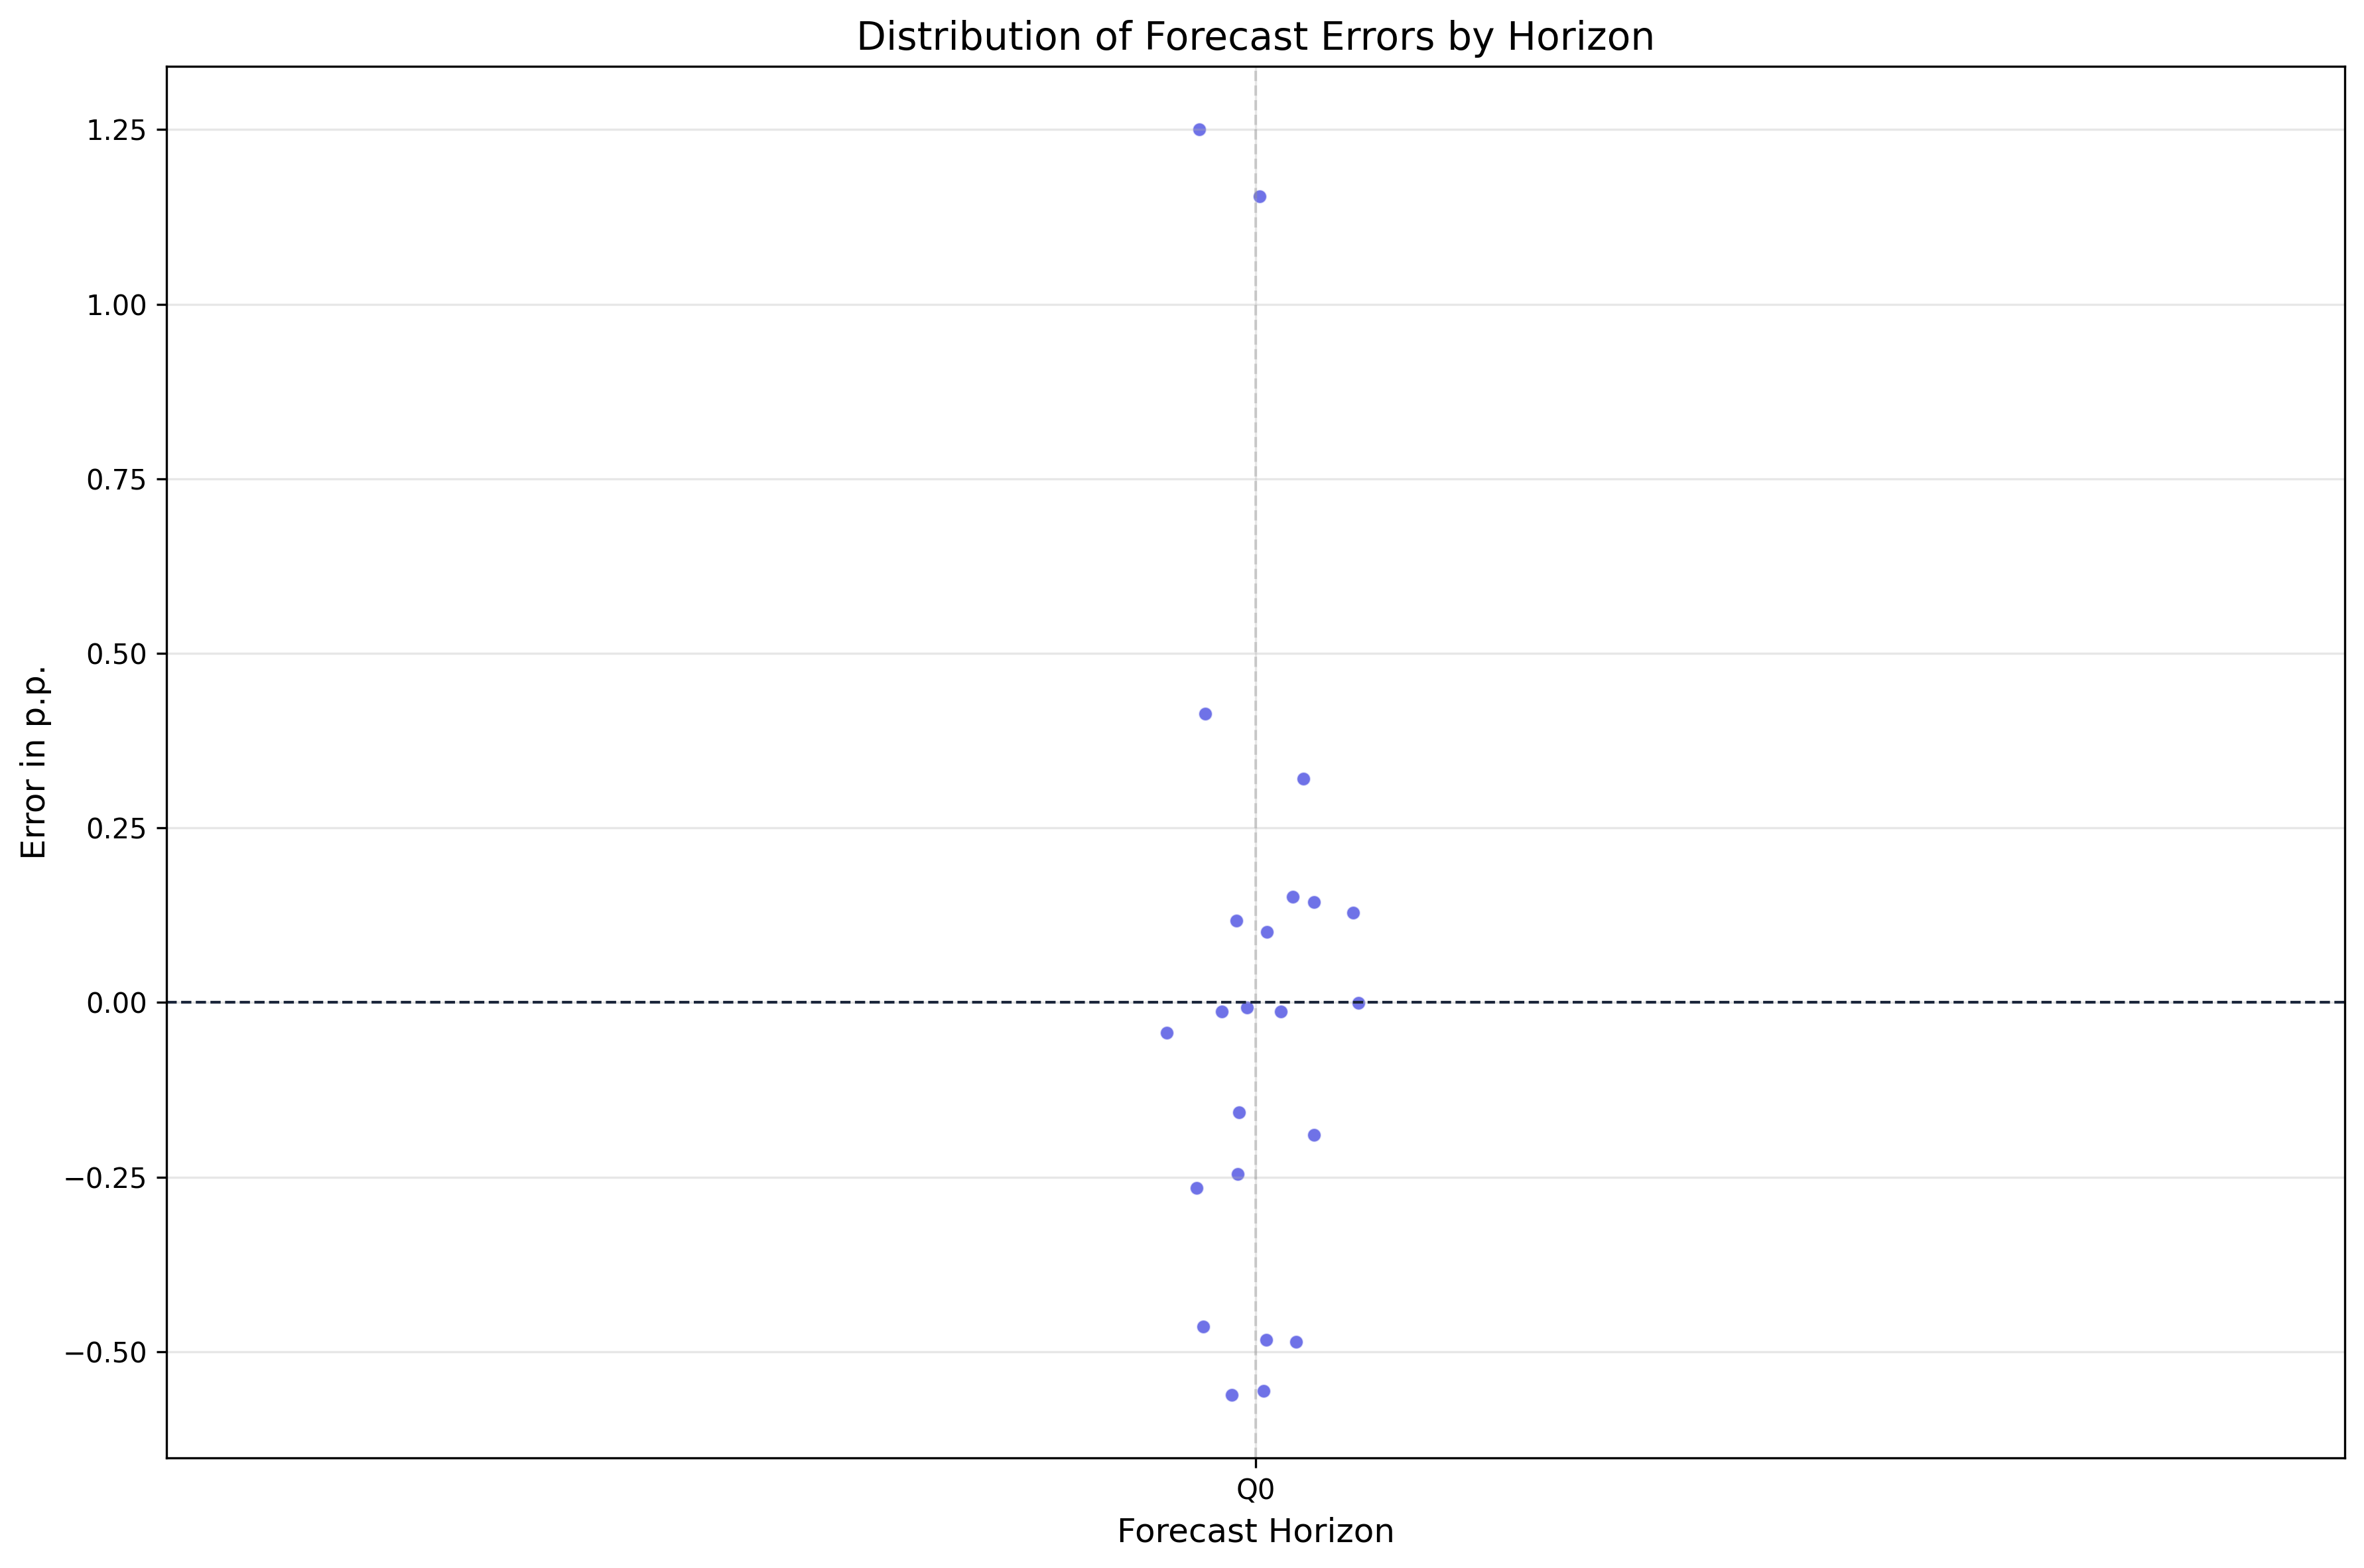 Distribution of Forecast Errors by Horizon
1.25
1.00
0.75
0.50
0.25
0.00
−0.25
−0.50
Error in p.p.
Q0
Forecast Horizon